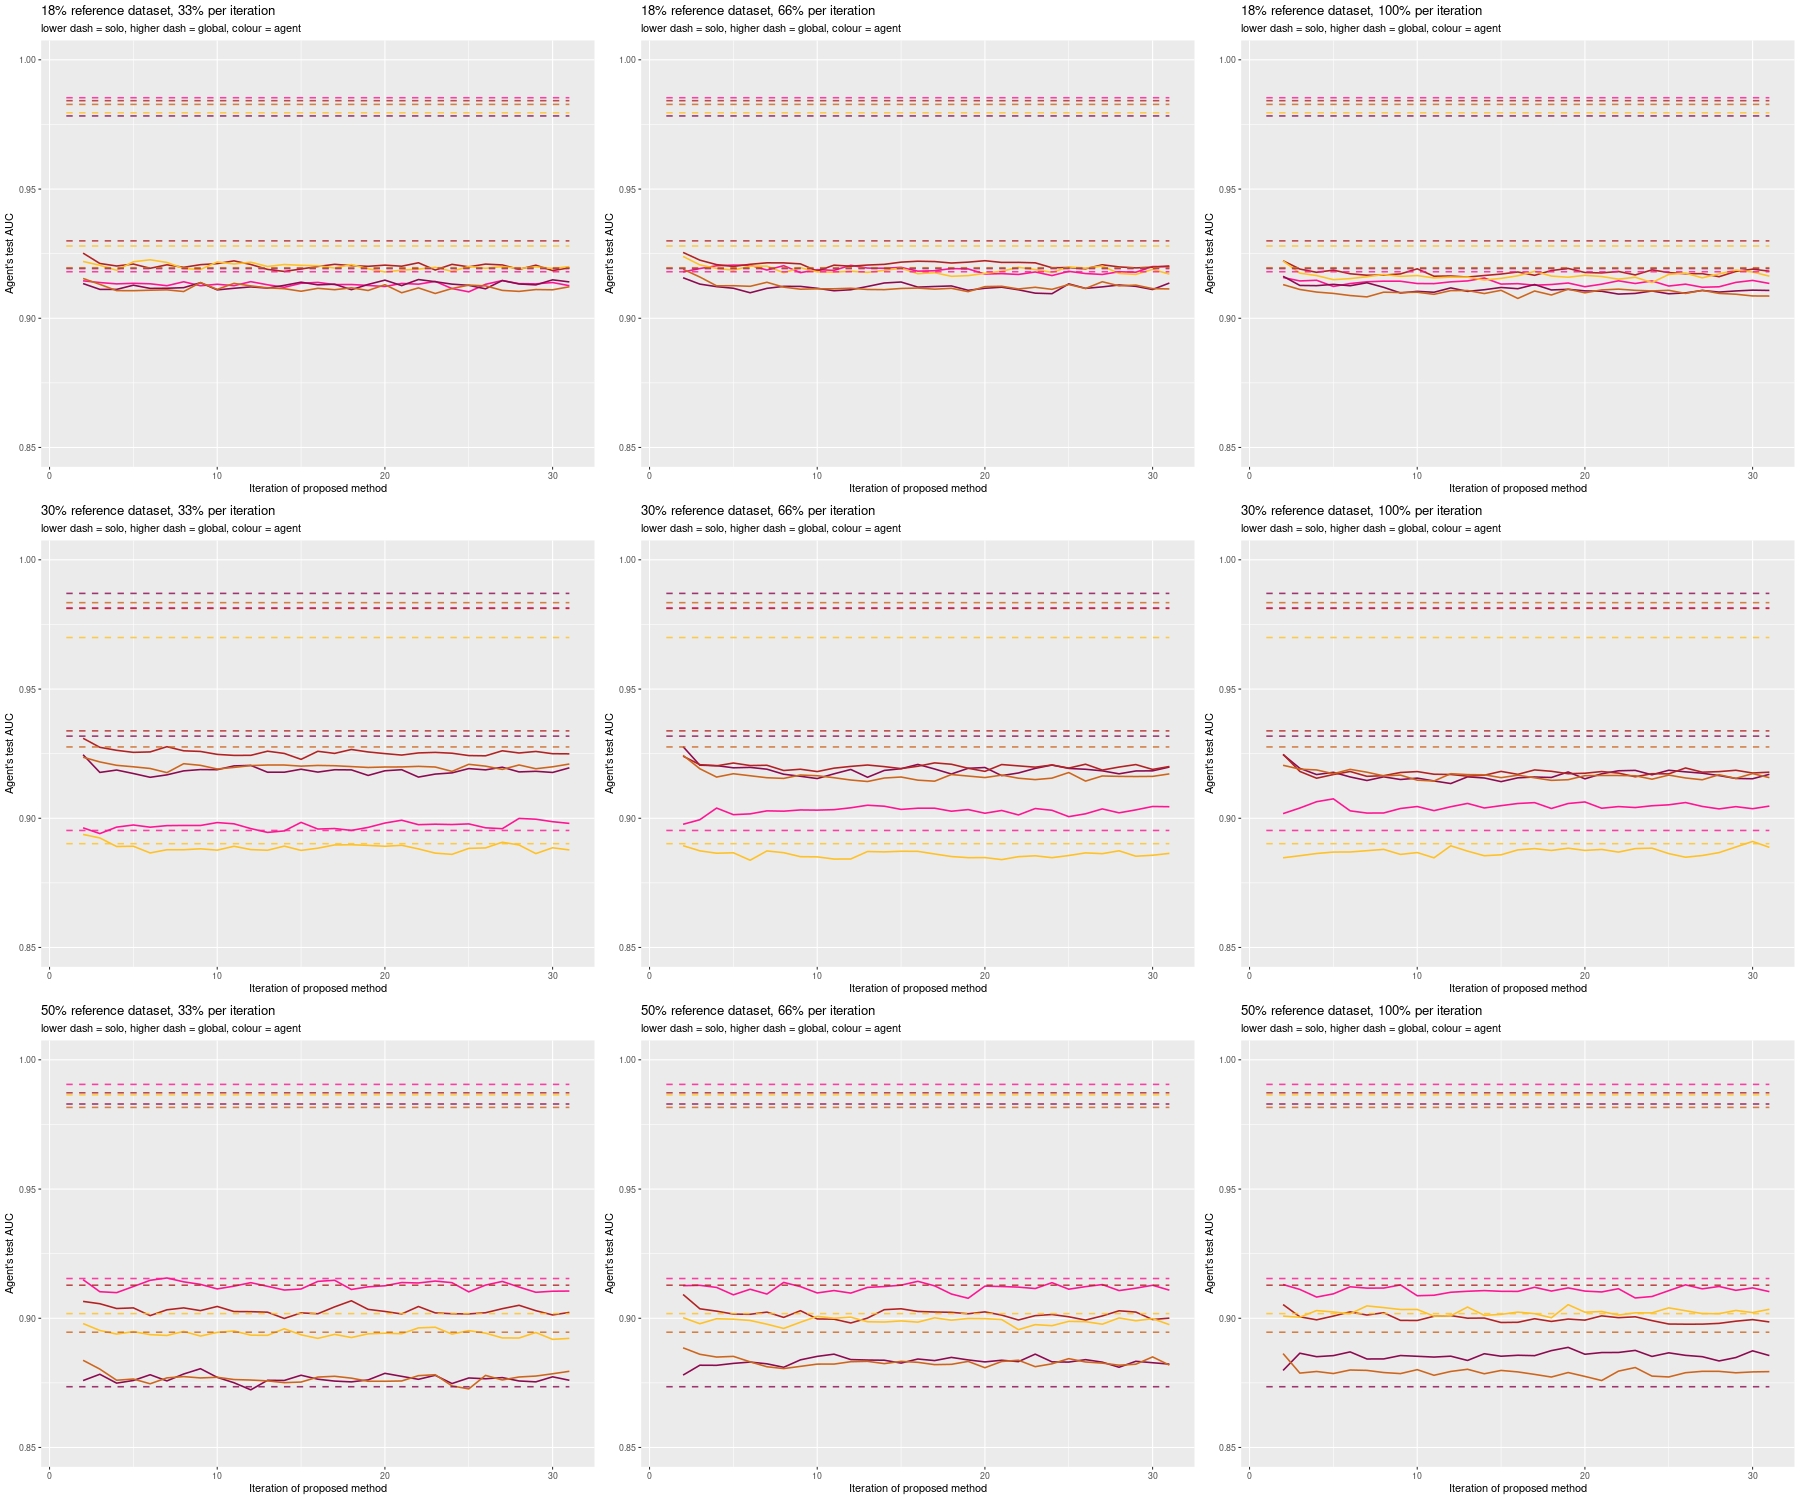 18% reference dataset, 33% per iteration
lower dash = solo, higher dash = global, colour = agent
1.00
0.95
0.90
0.85
Agent's test AUC
0
10
20
30
Iteration of proposed method
18% reference dataset, 66% per iteration
lower dash = solo, higher dash = global, colour = agent
1.00
0.95
0.90
0.85
Agent's test AUC
0
10
20
30
Iteration of proposed method
18% reference dataset, 100% per iteration
lower dash = solo, higher dash = global, colour = agent
1.00
0.95
0.90
0.85
Agent's test AUC
0
10
20
30
Iteration of proposed method
30% reference dataset, 33% per iteration
lower dash = solo, higher dash = global, colour = agent
1.00
0.95
0.90
0.85
Agent's test AUC
0
10
20
30
Iteration of proposed method
30% reference dataset, 66% per iteration
lower dash = solo, higher dash = global, colour = agent
1.00
0.95
0.90
0.85
Agent's test AUC
0
10
20
30
Iteration of proposed method
30% reference dataset, 100% per iteration
lower dash = solo, higher dash = global, colour = agent
1.00
0.95
0.90
0.85
Agent's test AUC
0
10
20
30
Iteration of proposed method
50% reference dataset, 33% per iteration
lower dash = solo, higher dash = global, colour = agent
1.00
0.95
0.90
0.85
Agent's test AUC
0
10
20
30
Iteration of proposed method
50% reference dataset, 66% per iteration
lower dash = solo, higher dash = global, colour = agent
1.00
0.95
0.90
0.85
Agent's test AUC
0
10
20
30
Iteration of proposed method
50% reference dataset, 100% per iteration
lower dash = solo, higher dash = global, colour = agent
1.00
0.95
0.90
0.85
Agent's test AUC
0
10
20
30
Iteration of proposed method